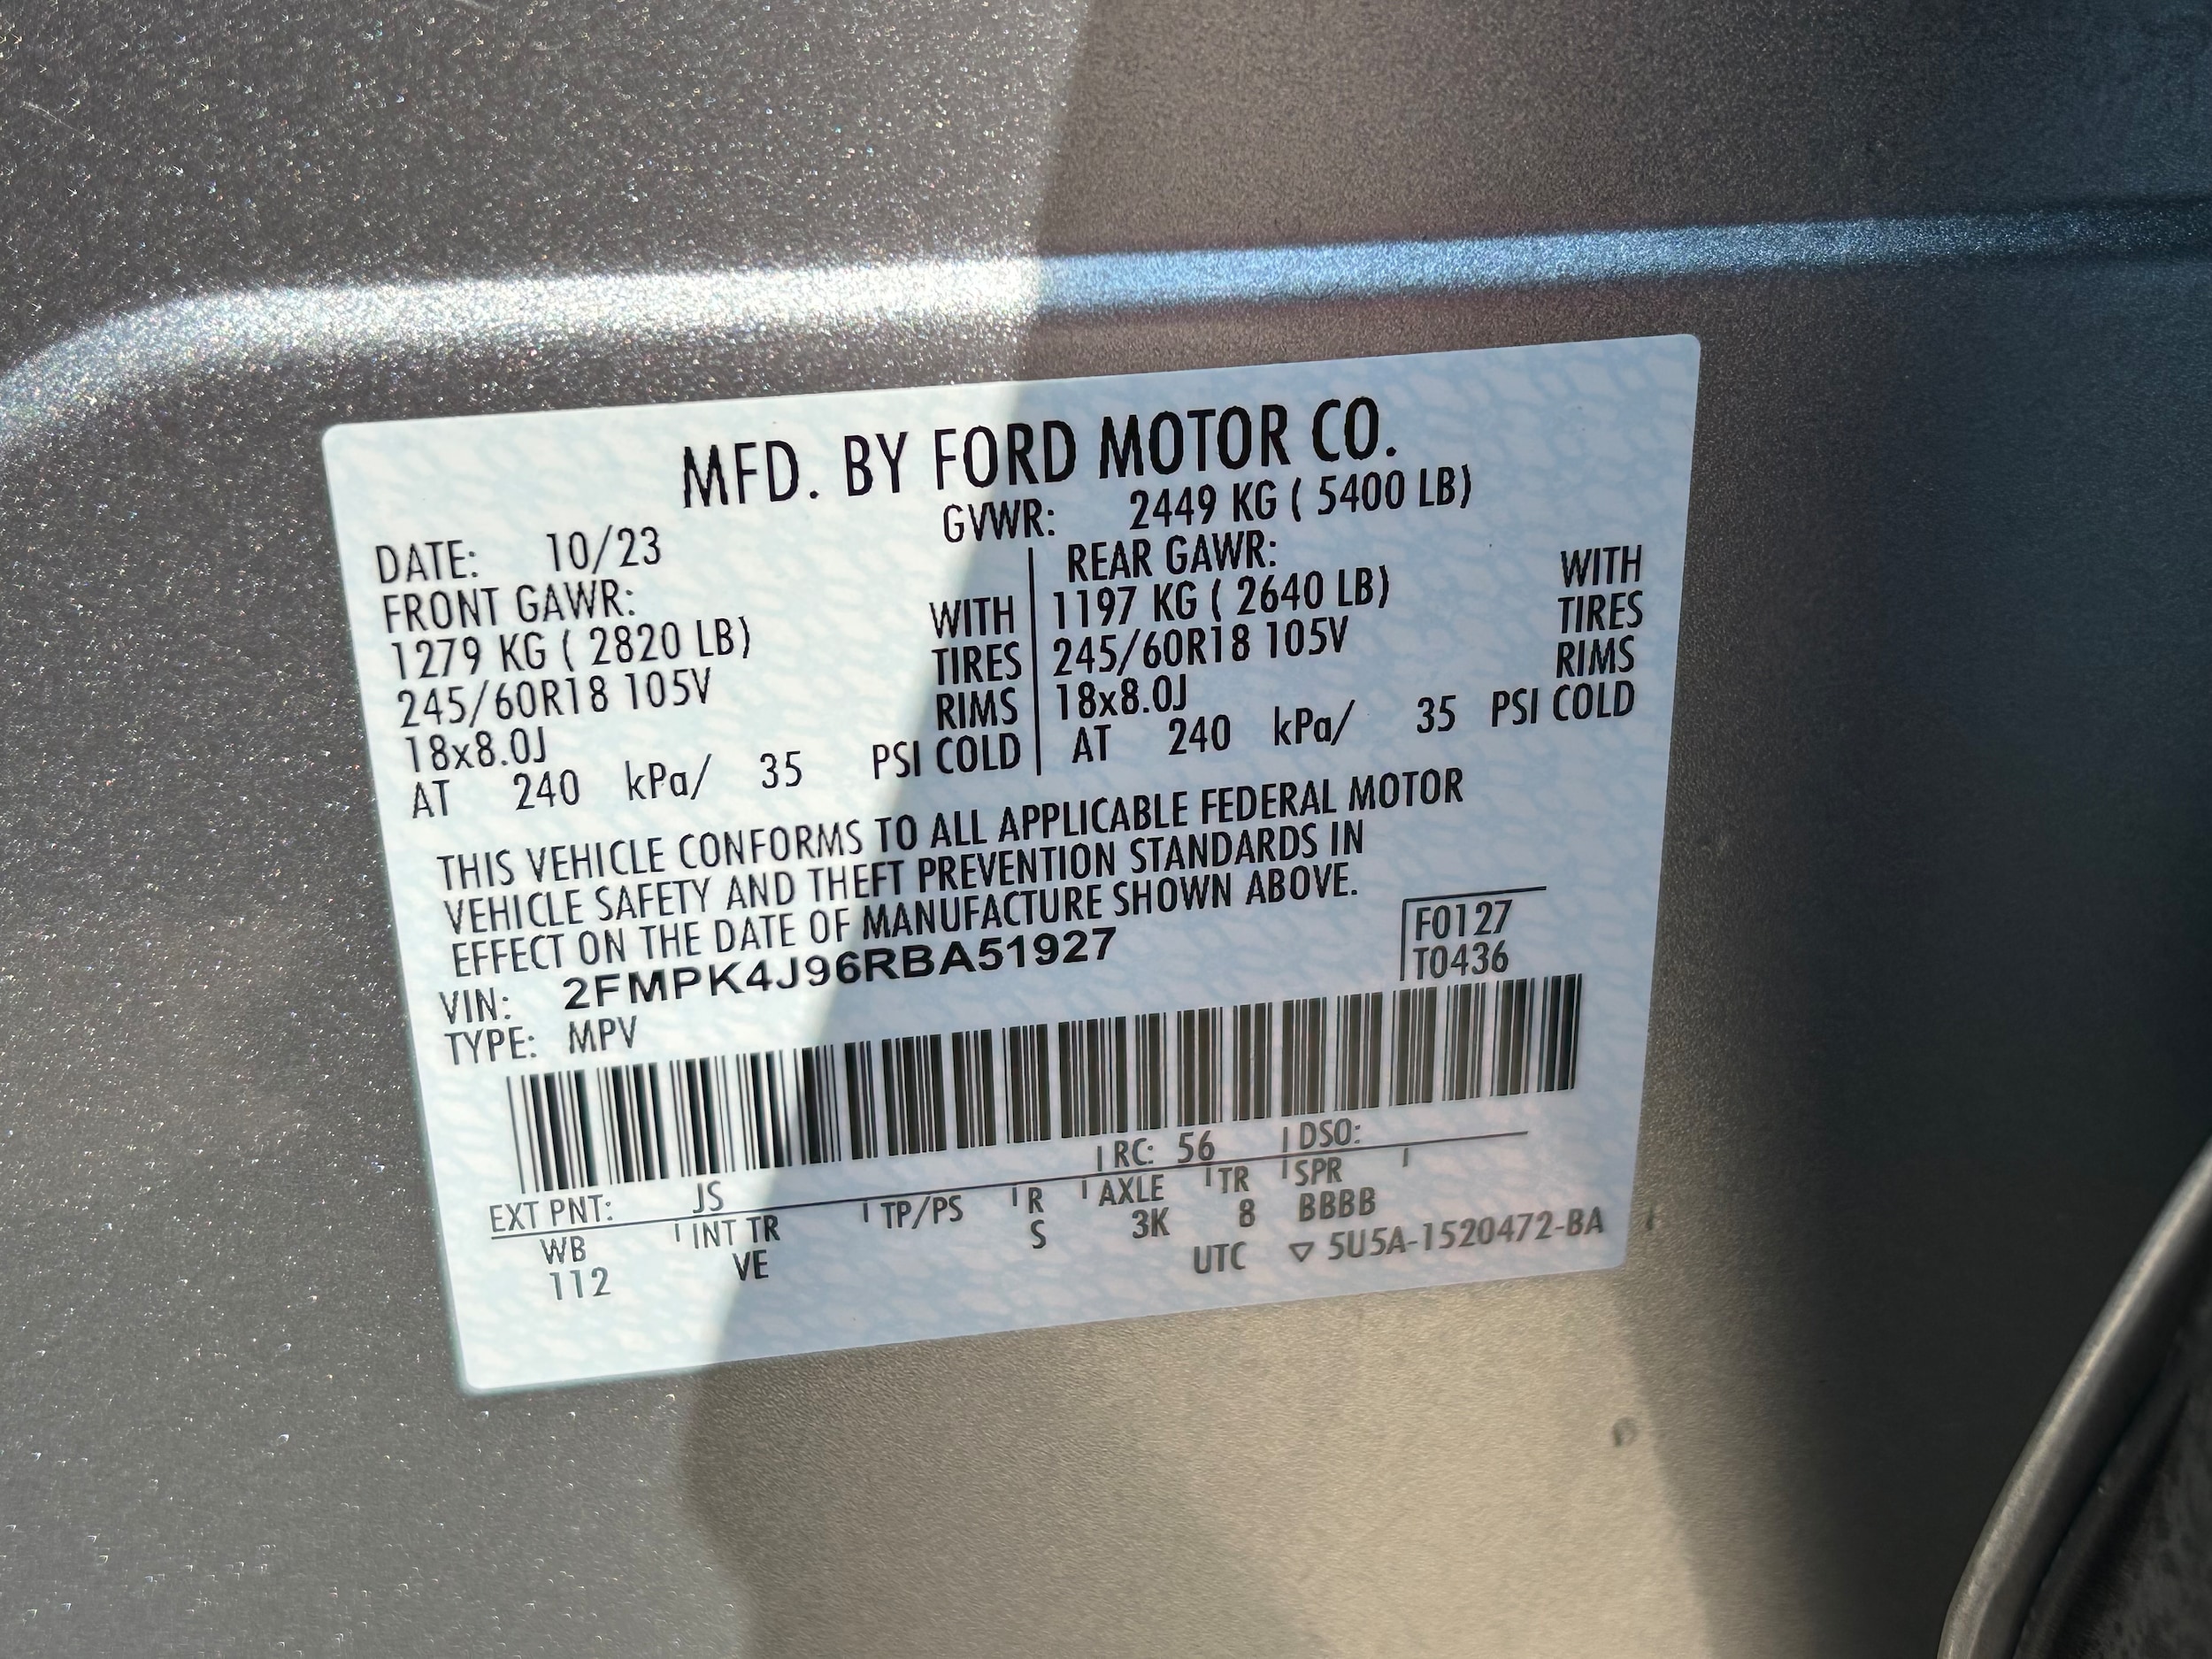 MFD. BY FORD MOTOR CO.
DATE: 10/23 GVWR: 2449 KG ( 5400 LB)
FRONT GAWR: REAR GAWR:
1279 KG ( 2820 LB) WITH 1197 KG ( 2640 LB) WITH
245/60R18 105V TIRES 245/60R18 105V TIRES
18x8.0J RIMS 18x8.0J RIMS
AT 240 kPa/ 35 PSI COLD AT 240 kPa/ 35 PSI COLD
THIS VEHICLE CONFORMS TO ALL APPLICABLE FEDERAL MOTOR
VEHICLE SAFETY AND THEFT PREVENTION STANDARDS IN
EFFECT ON THE DATE OF MANUFACTURE SHOWN ABOVE.
F0127
VIN: 2FMPK4J96RBA51927 T0436
TYPE: MPV
EXT PNT: JS RC: 56 DSO:
WB INT TR TP/PS R AXLE TR SPR
112 VE S 3K 8 BBBB
UTC ▽ 5U5A-1520472-BA